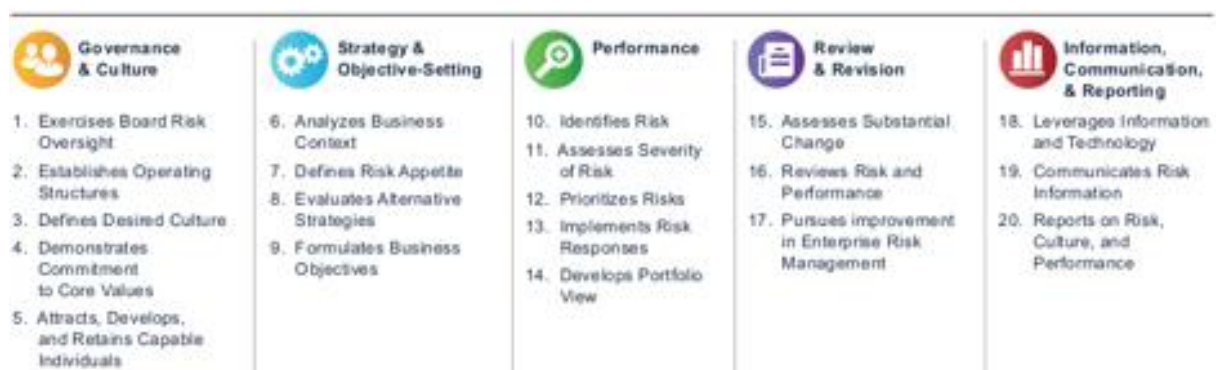 Governance
& Culture
1. Exercises Board Risk
Oversight
2. Establishes Operating
Structures
3. Defines Desired Culture
4. Demonstrates
Commitment
to Core Values
5. Attracts, Develops,
and Retains Capable
Individuals
Strategy &
Objective-Setting
6. Analyzes Business
Context
7. Defines Risk Appetite
8. Evaluates Alternative
Strategies
9. Formulates Business
Objectives
Performance
10. Identifies Risk
11. Assesses Severity
of Risk
12. Prioritizes Risks
13. Implements Risk
Responses
14. Develops Portfolio
View
Review
& Revision
15. Assesses Substantial
Change
16. Reviews Risk and
Performance
17. Pursues improvement
in Enterprise Risk
Management
Information,
Communication,
& Reporting
18. Leverages Information
and Technology
19. Communicates Risk
Information
20. Reports on Risk,
Culture, and
Performance